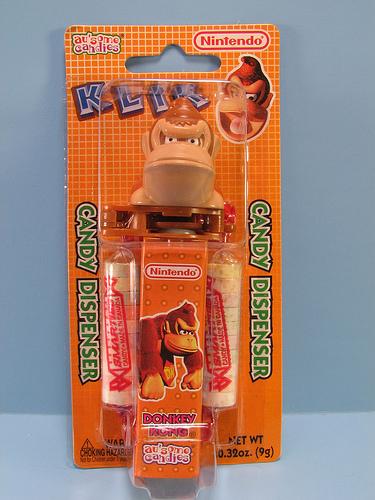 au'some
candies
Nintendo
KLIK
CANDY DISPENSER
CANDY DISPENSER
Nintendo
DONKEY
KONG
au'some
candies
WAR
CHOKING HAZARD
NET WT
0.32oz. (9g)